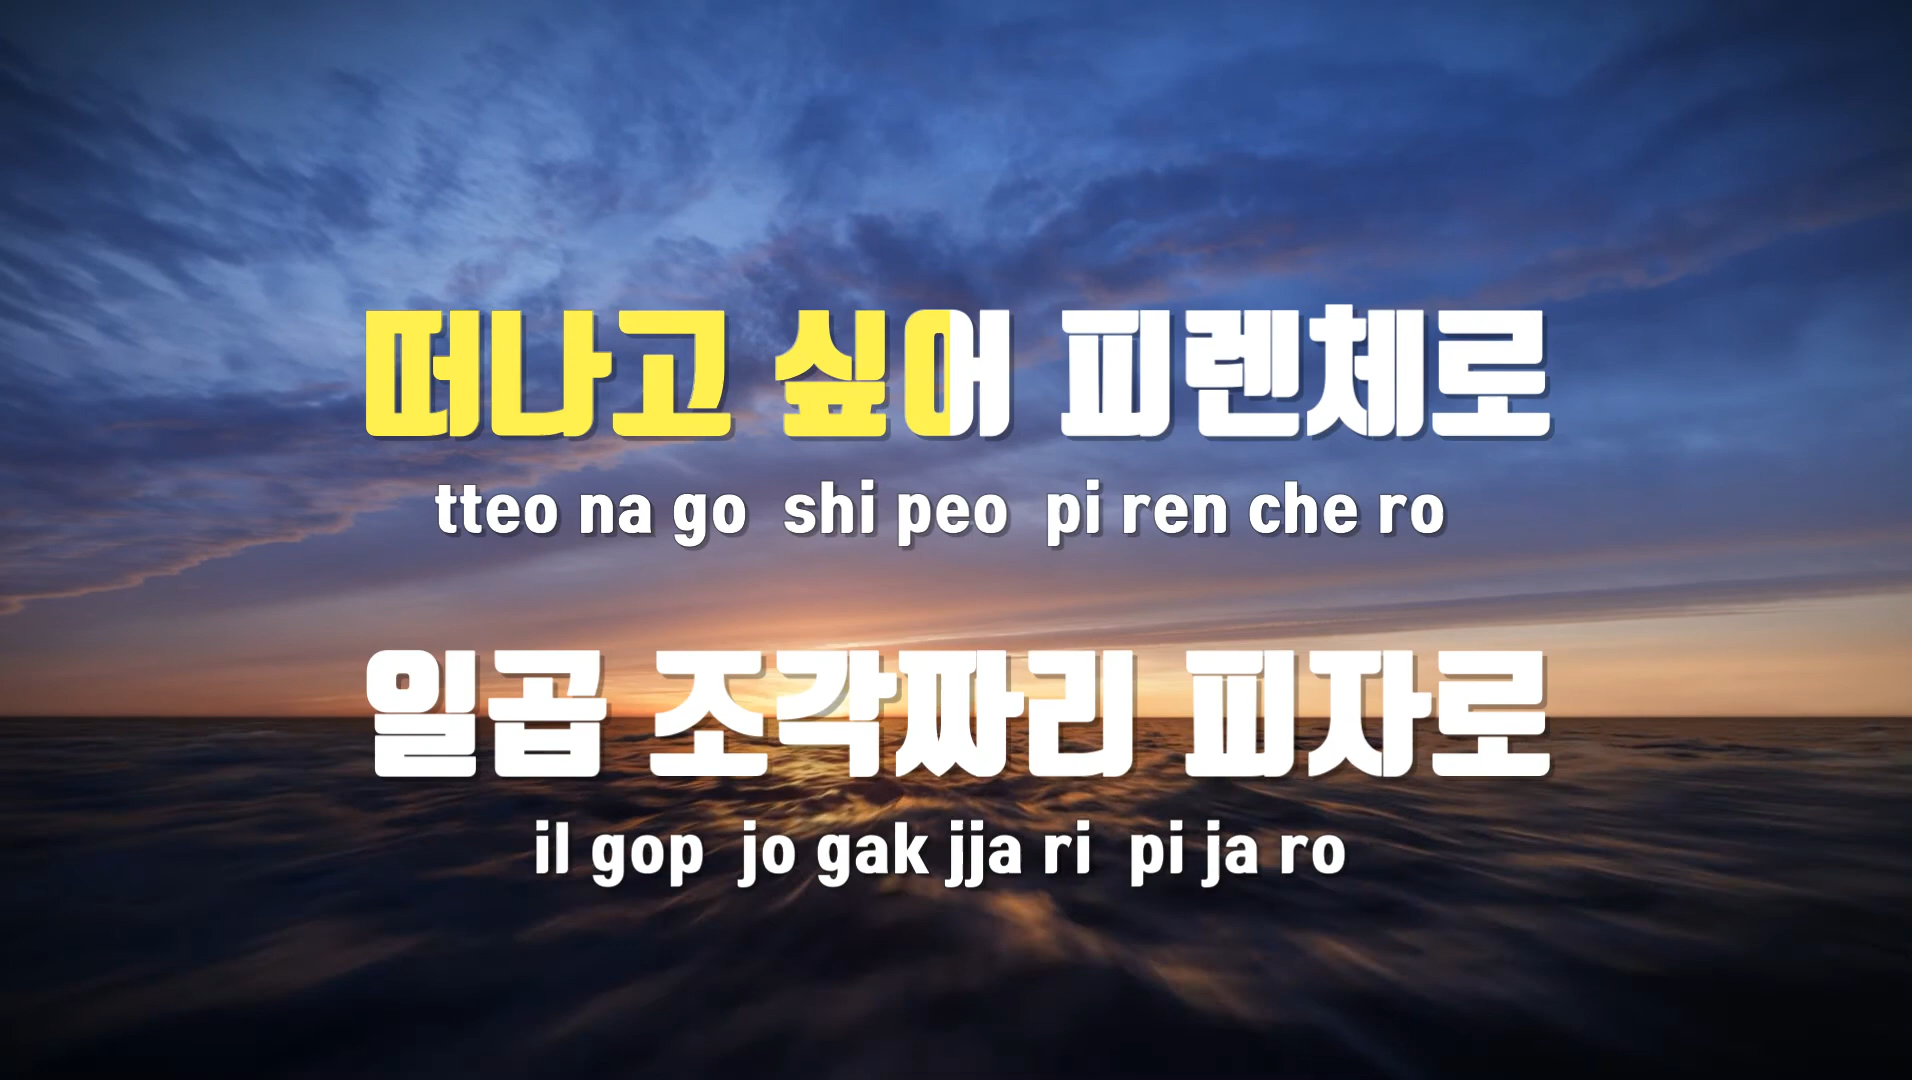 떠나고 싶어 피렌체로
tteo na go shi peo pi ren che ro
일곱 조각짜리 피자로
il gop jo gak jja ri pi ja ro